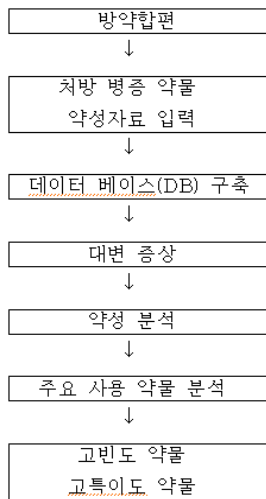 방약합편
↓
처방 병증 약물
약성자료 입력
↓
데이터 베이스(DB) 구축
↓
대변 증상
↓
약성 분석
↓
주요 사용 약물 분석
↓
고빈도 약물
고특이도 약물